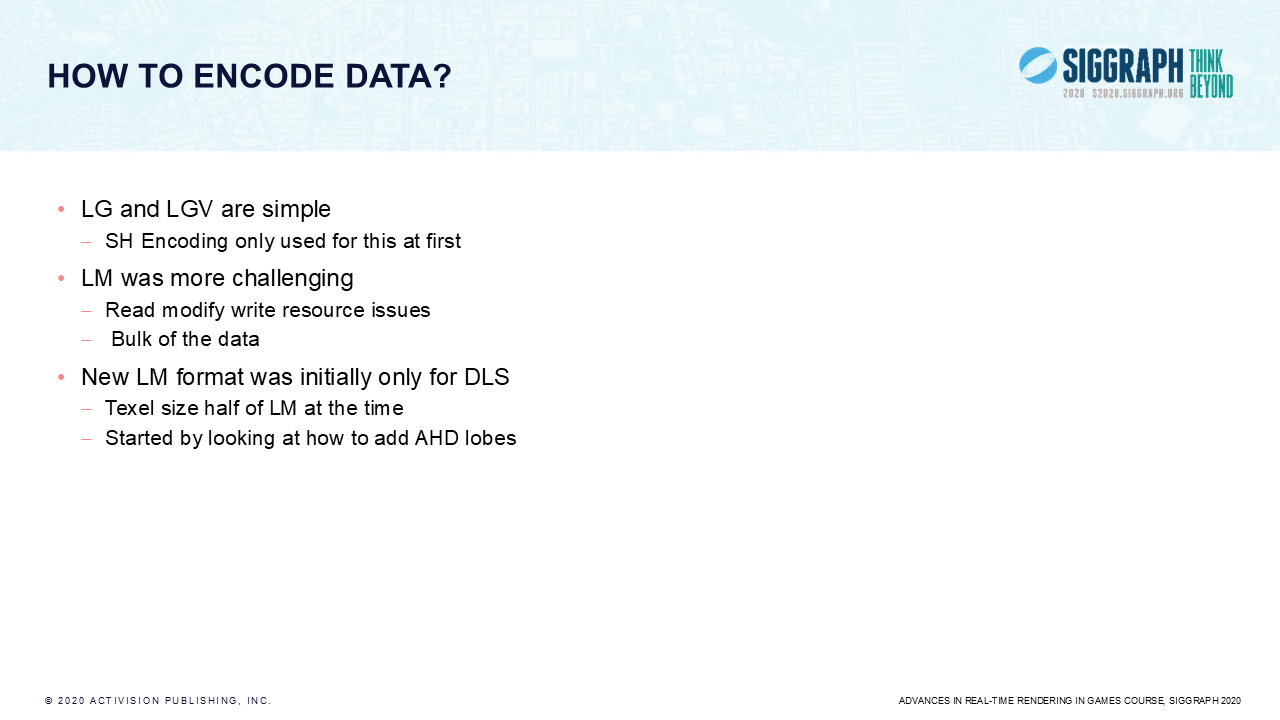 HOW TO ENCODE DATA?
SIGGRAPH THINK BEYOND
2020 S2020.SIGGRAPH.ORG
• LG and LGV are simple
– SH Encoding only used for this at first
• LM was more challenging
– Read modify write resource issues
– Bulk of the data
• New LM format was initially only for DLS
– Texel size half of LM at the time
– Started by looking at how to add AHD lobes
© 2020 ACTIVISION PUBLISHING, INC.
ADVANCES IN REAL-TIME RENDERING IN GAMES COURSE, SIGGRAPH 2020